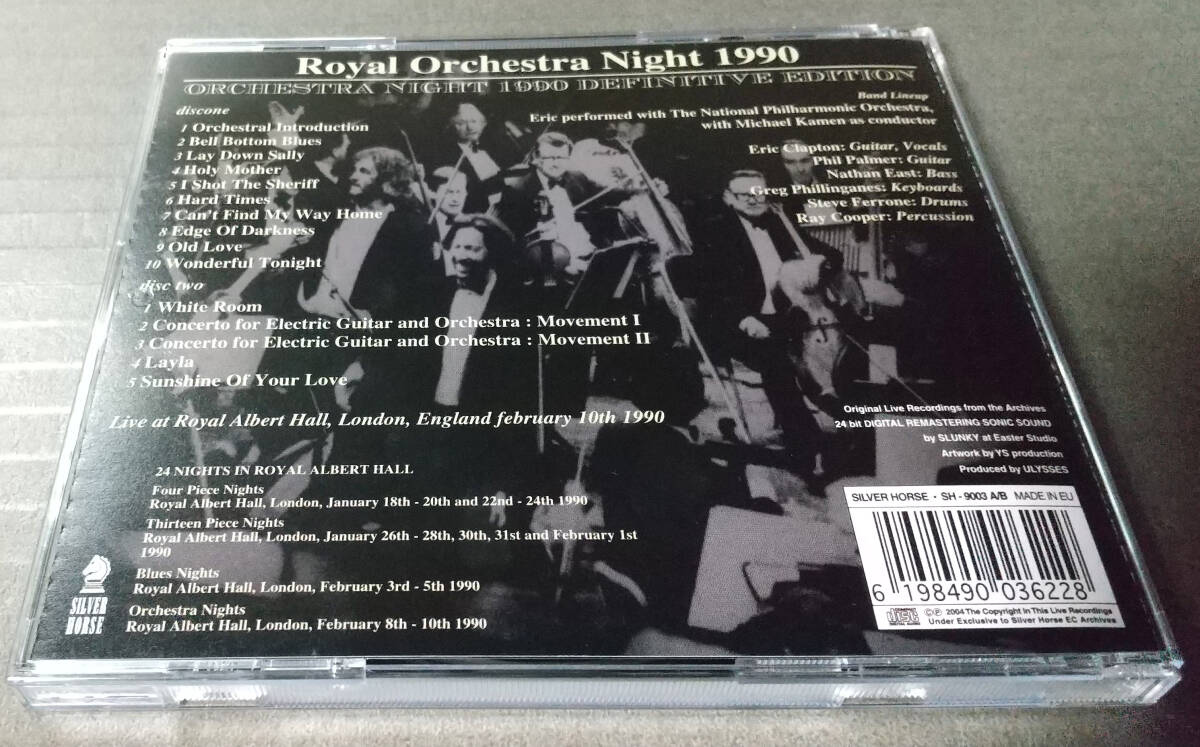 Royal Orchestra Night 1990
ORCHESTRA NIGHT 1990 DEFINITIVE EDITION
disc one
1 Orchestral Introduction
2 Bell Bottom Blues
3 Lay Down Sally
4 Holy Mother
5 I Shot The Sheriff
6 Hard Times
7 Can't Find My Way Home
8 Edge Of Darkness
9 Old Love
10 Wonderful Tonight
disc two
1 White Room
2 Concerto for Electric Guitar and Orchestra : Movement I
3 Concerto for Electric Guitar and Orchestra : Movement II
4 Layla
5 Sunshine Of Your Love
Band Lineup
Eric performed with The National Philharmonic Orchestra,
with Michael Kamen as conductor
Eric Clapton: Guitar, Vocals
Phil Palmer: Guitar
Nathan East: Bass
Greg Phillinganes: Keyboards
Steve Ferrone: Drums
Ray Cooper: Percussion
Live at Royal Albert Hall, London, England february 10th 1990
24 NIGHTS IN ROYAL ALBERT HALL
Four Piece Nights
Royal Albert Hall, London, January 18th - 20th and 22nd - 24th 1990
Thirteen Piece Nights
Royal Albert Hall, London, January 26th - 28th, 30th, 31st and February 1st
1990
Blues Nights
Royal Albert Hall, London, February 3rd - 5th 1990
Orchestra Nights
Royal Albert Hall, London, February 8th - 10th 1990
SILVER
HORSE
Original Live Recordings from the Archives
24 bit DIGITAL REMASTERING SONIC SOUND
by SLUNKY at Easter Studio
Artwork by YS production
Produced by ULYSSES
SILVER HORSE · SH - 9003 A/B MADE IN EU
6 198490 036228
COMPACT disc DIGITAL AUDIO
©℗ 2004 The Copyright In This Live Recordings
Under Exclusive to Silver Horse EC Archives